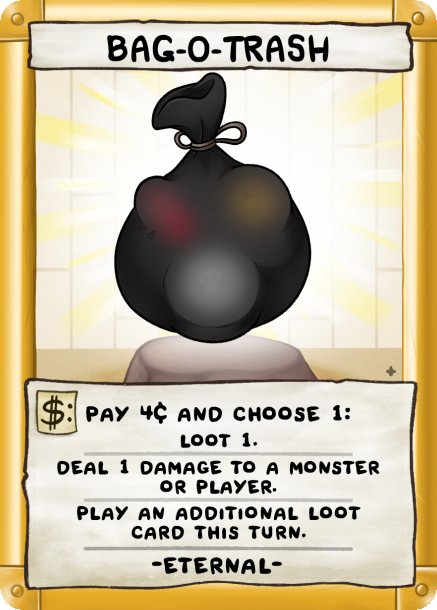 BAG-O-TRASH
$: PAY 4¢ AND CHOOSE 1:
LOOT 1.
DEAL 1 DAMAGE TO A MONSTER
OR PLAYER.
PLAY AN ADDITIONAL LOOT
CARD THIS TURN.
-ETERNAL-